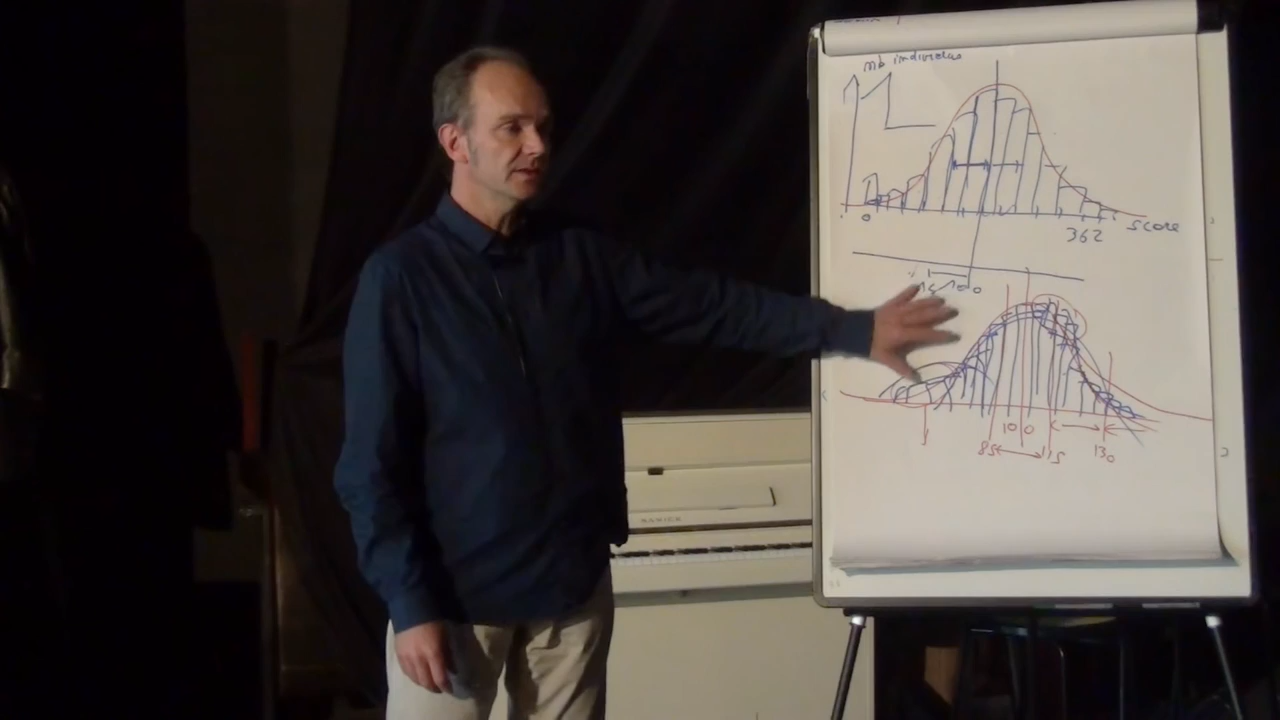 nb individus
0
362 score
100
100
85 115 130